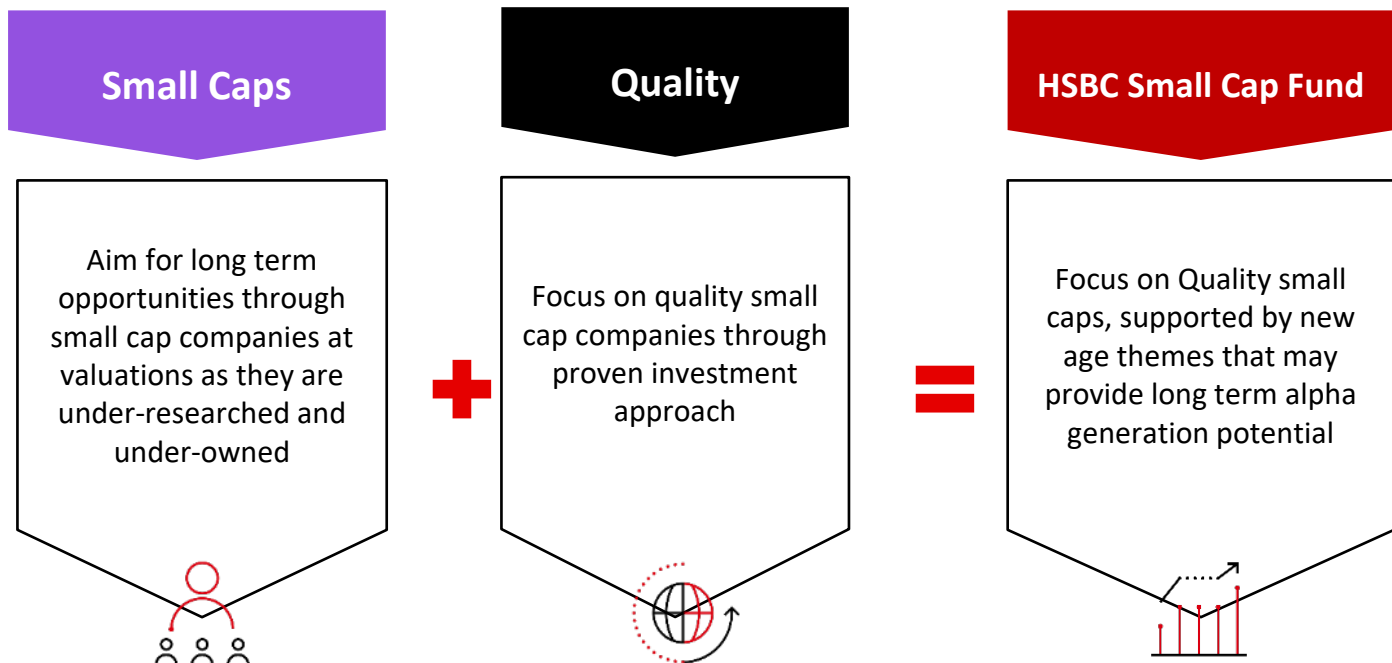 Small Caps
Aim for long term
opportunities through
small cap companies at
valuations as they are
under-researched and
under-owned
Quality
Focus on quality small
cap companies through
proven investment
approach
HSBC Small Cap Fund
Focus on Quality small
caps, supported by new
age themes that may
provide long term alpha
generation potential